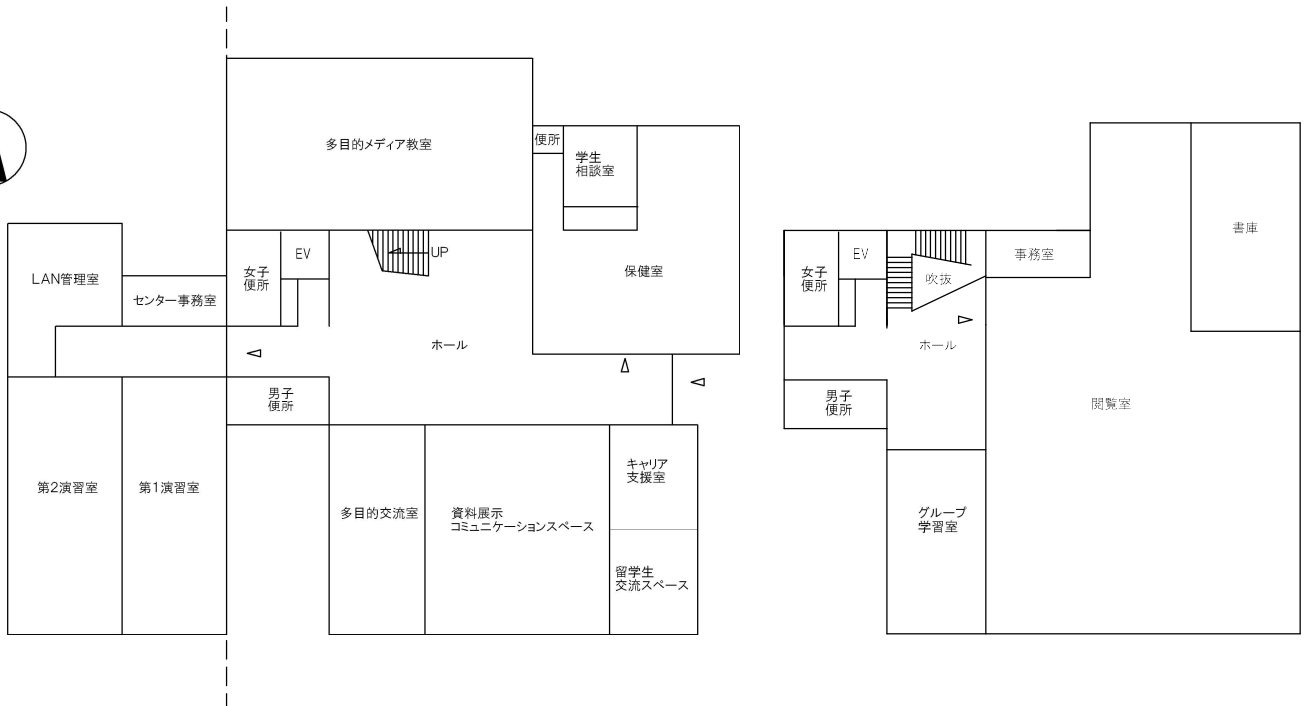 多目的メディア教室
便所
学生
相談室
LAN管理室
センター事務室
女子
便所
EV
UP
保健室
ホール
男子
便所
第2演習室
第1演習室
多目的交流室
資料展示
コミュニケーションスペース
キャリア
支援室
留学生
交流スペース
女子
便所
EV
吹抜
事務室
書庫
ホール
男子
便所
閲覧室
グループ
学習室